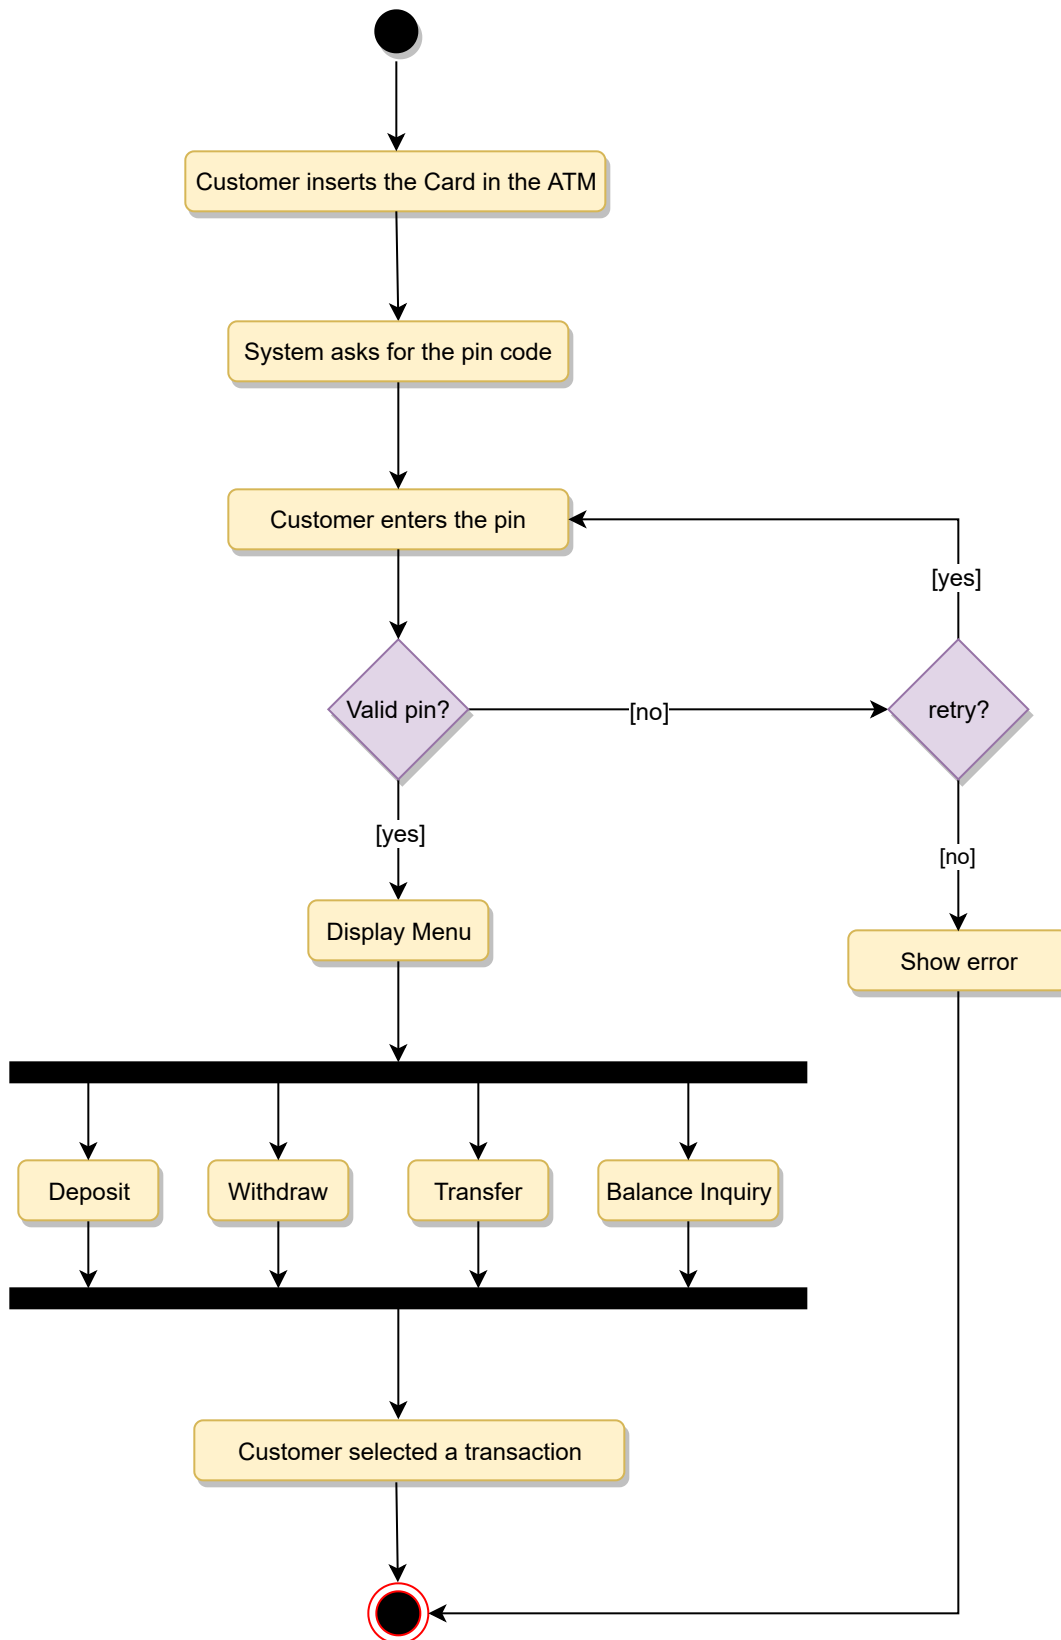 Customer inserts the Card in the ATM
System asks for the pin code
Customer enters the pin
[yes]
Valid pin?
[no]
retry?
[yes]
[no]
Display Menu
Show error
Deposit
Withdraw
Transfer
Balance Inquiry
Customer selected a transaction